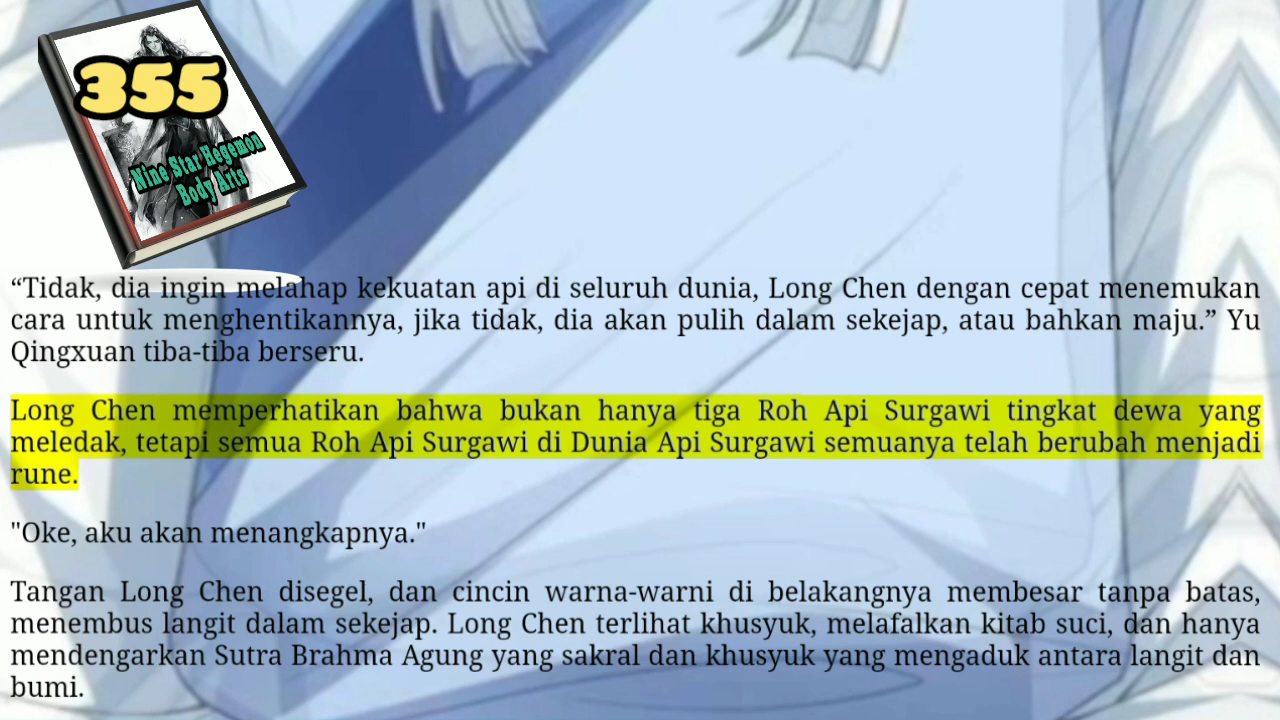 355
Nine Star Hegemon
Body Arts
“Tidak, dia ingin melahap kekuatan api di seluruh dunia, Long Chen dengan cepat menemukan
cara untuk menghentikannya, jika tidak, dia akan pulih dalam sekejap, atau bahkan maju.” Yu
Qingxuan tiba-tiba berseru.
Long Chen memperhatikan bahwa bukan hanya tiga Roh Api Surgawi tingkat dewa yang
meledak, tetapi semua Roh Api Surgawi di Dunia Api Surgawi semuanya telah berubah menjadi
rune.
"Oke, aku akan menangkapnya."
Tangan Long Chen disegel, dan cincin warna-warni di belakangnya membesar tanpa batas,
menembus langit dalam sekejap. Long Chen terlihat khusyuk, melafalkan kitab suci, dan hanya
mendengarkan Sutra Brahma Agung yang sakral dan khusyuk yang mengaduk antara langit dan
bumi.